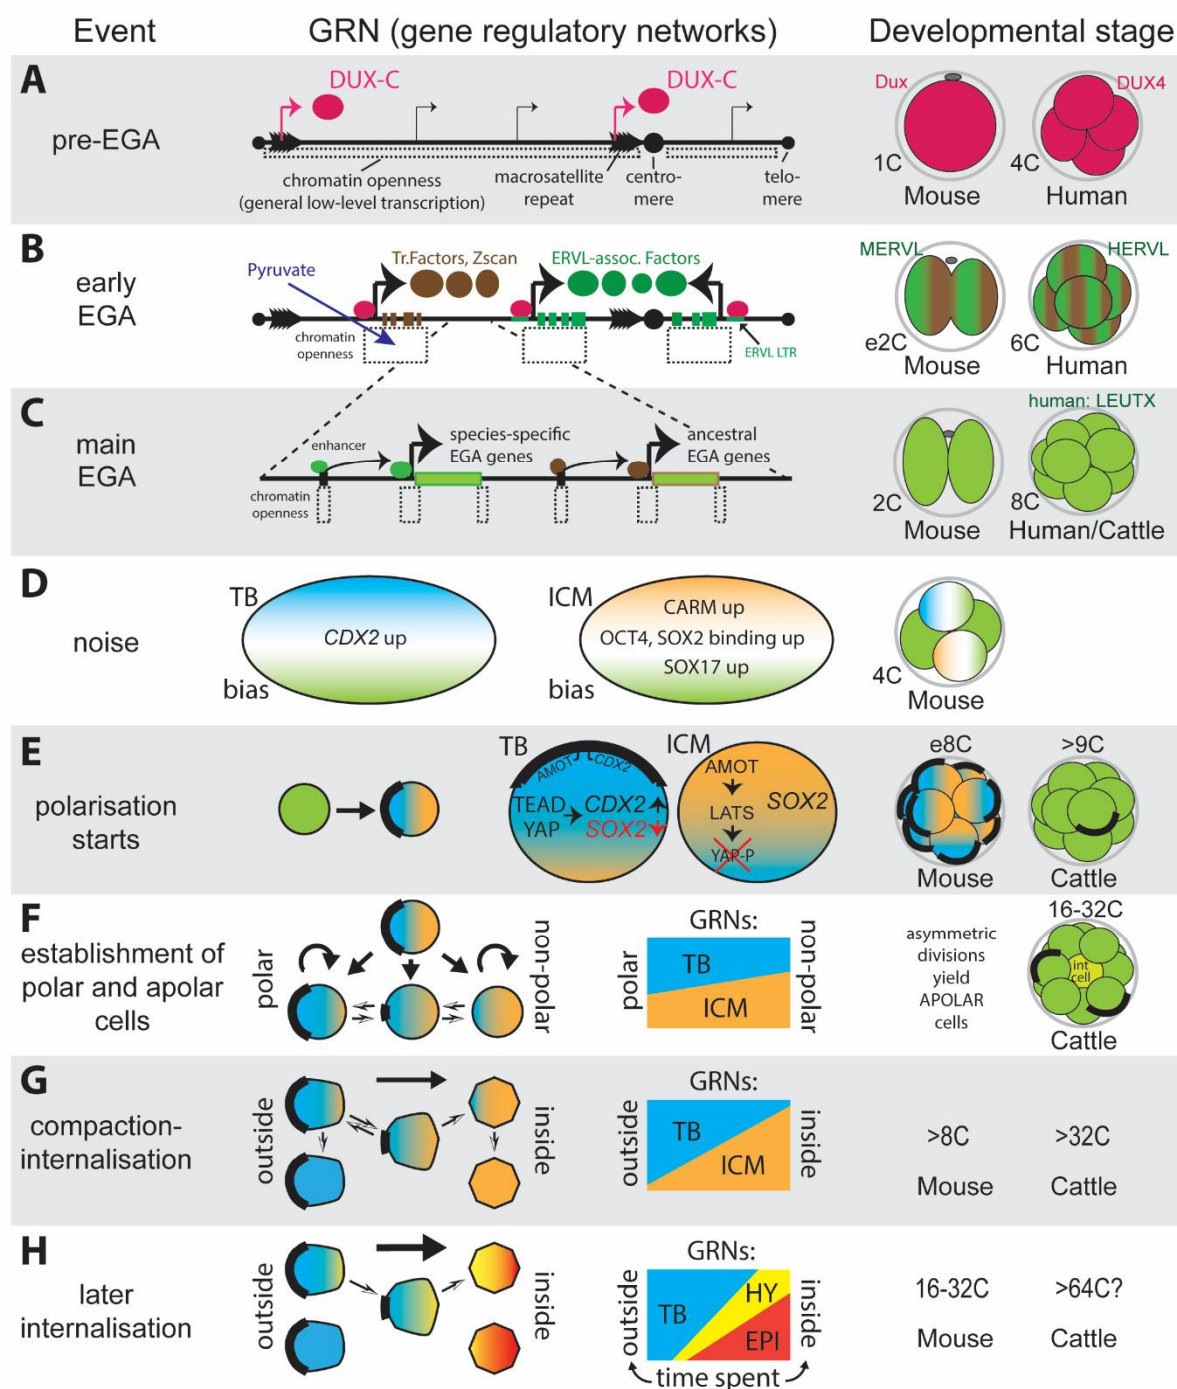 Event
GRN (gene regulatory networks)
Developmental stage
A
pre-EGA
DUX-C
DUX-C
chromatin openness
(general low-level transcription)
macrosatellite
repeat
centro-
mere
telo-
mere
Dux
DUX4
1C
4C
Mouse
Human
B
early
EGA
Pyruvate
Tr.Factors, Zscan
ERVL-assoc. Factors
chromatin
openness
ERVL LTR
MERVL
HERVL
e2C
6C
Mouse
Human
C
main
EGA
enhancer
species-specific
EGA genes
ancestral
EGA genes
chromatin
openness
human: LEUTX
2C
8C
Mouse
Human/Cattle
D
noise
TB
CDX2 up
bias
ICM
CARM up
OCT4, SOX2 binding up
SOX17 up
bias
4C
Mouse
E
polarisation
starts
TB
AMOT
CDX2
TEAD
YAP
CDX2
SOX2
ICM
AMOT
LATS
YAP-P
SOX2
e8C
>9C
Mouse
Cattle
F
establishment of
polar and apolar
cells
polar
non-polar
GRNs:
polar
TB
ICM
non-polar
asymmetric
divisions
yield
APOLAR
cells
16-32C
int
cell
Cattle
G
compaction-
internalisation
outside
inside
GRNs:
outside
TB
ICM
inside
>8C
>32C
Mouse
Cattle
H
later
internalisation
outside
inside
GRNs:
outside
TB
HY
EPI
inside
time spent
16-32C
>64C?
Mouse
Cattle